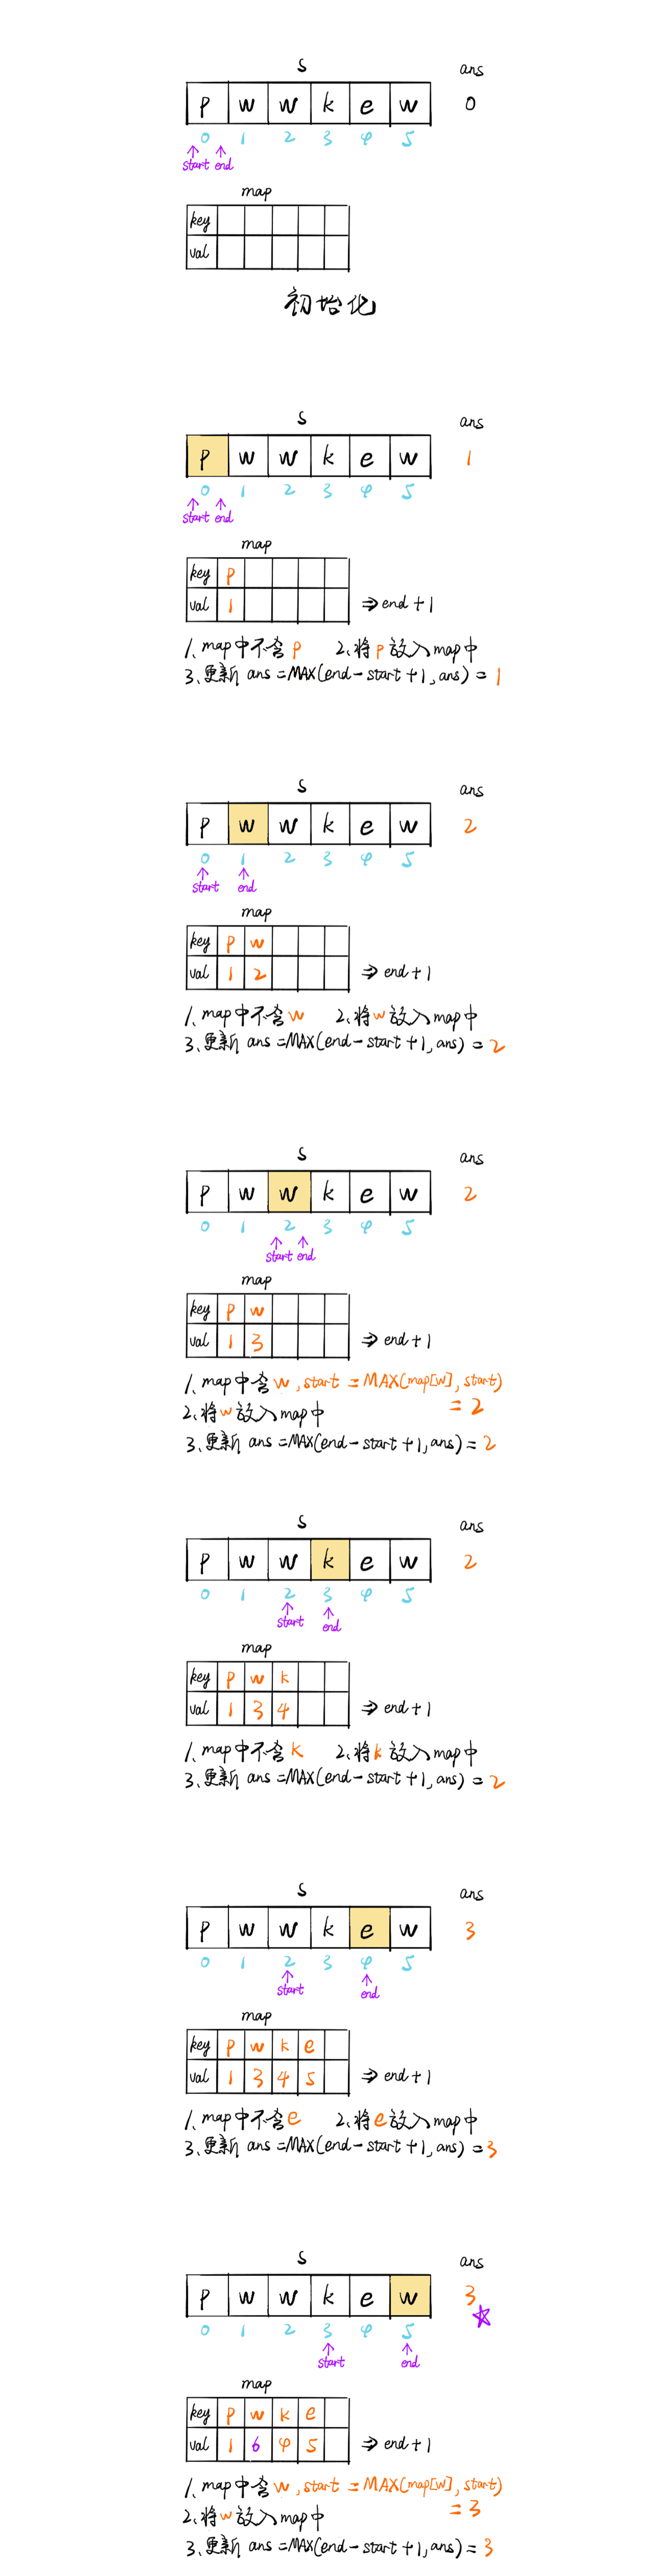 s ans
p w w k e w 0
0 1 2 3 4 5
start end
map
key
val
初始化
s ans
p w w k e w 1
0 1 2 3 4 5
start end
map
key p
val 1 ⇒ end + 1
1、map中不含p 2、将p放入map中
3、更新 ans = MAX(end - start + 1, ans) = 1
s ans
p w w k e w 2
0 1 2 3 4 5
start end
map
key p w
val 1 2 ⇒ end + 1
1、map中不含w 2、将w放入map中
3、更新 ans = MAX(end - start + 1, ans) = 2
s ans
p w w k e w 2
0 1 2 3 4 5
start end
map
key p w
val 1 3 ⇒ end + 1
1、map中含w, start = MAX(map[w], start)
= 2
2、将w放入map中
3、更新 ans = MAX(end - start + 1, ans) = 2
s ans
p w w k e w 2
0 1 2 3 4 5
start end
map
key p w k
val 1 3 4 ⇒ end + 1
1、map中不含k 2、将k放入map中
3、更新 ans = MAX(end - start + 1, ans) = 2
s ans
p w w k e w 3
0 1 2 3 4 5
start end
map
key p w k e
val 1 3 4 5 ⇒ end + 1
1、map中不含e 2、将e放入map中
3、更新 ans = MAX(end - start + 1, ans) = 3
s ans
p w w k e w 3
0 1 2 3 4 5
start end
map
key p w k e
val 1 6 4 5 ⇒ end + 1
1、map中含w, start = MAX(map[w], start)
= 3
2、将w放入map中
3、更新 ans = MAX(end - start + 1, ans) = 3